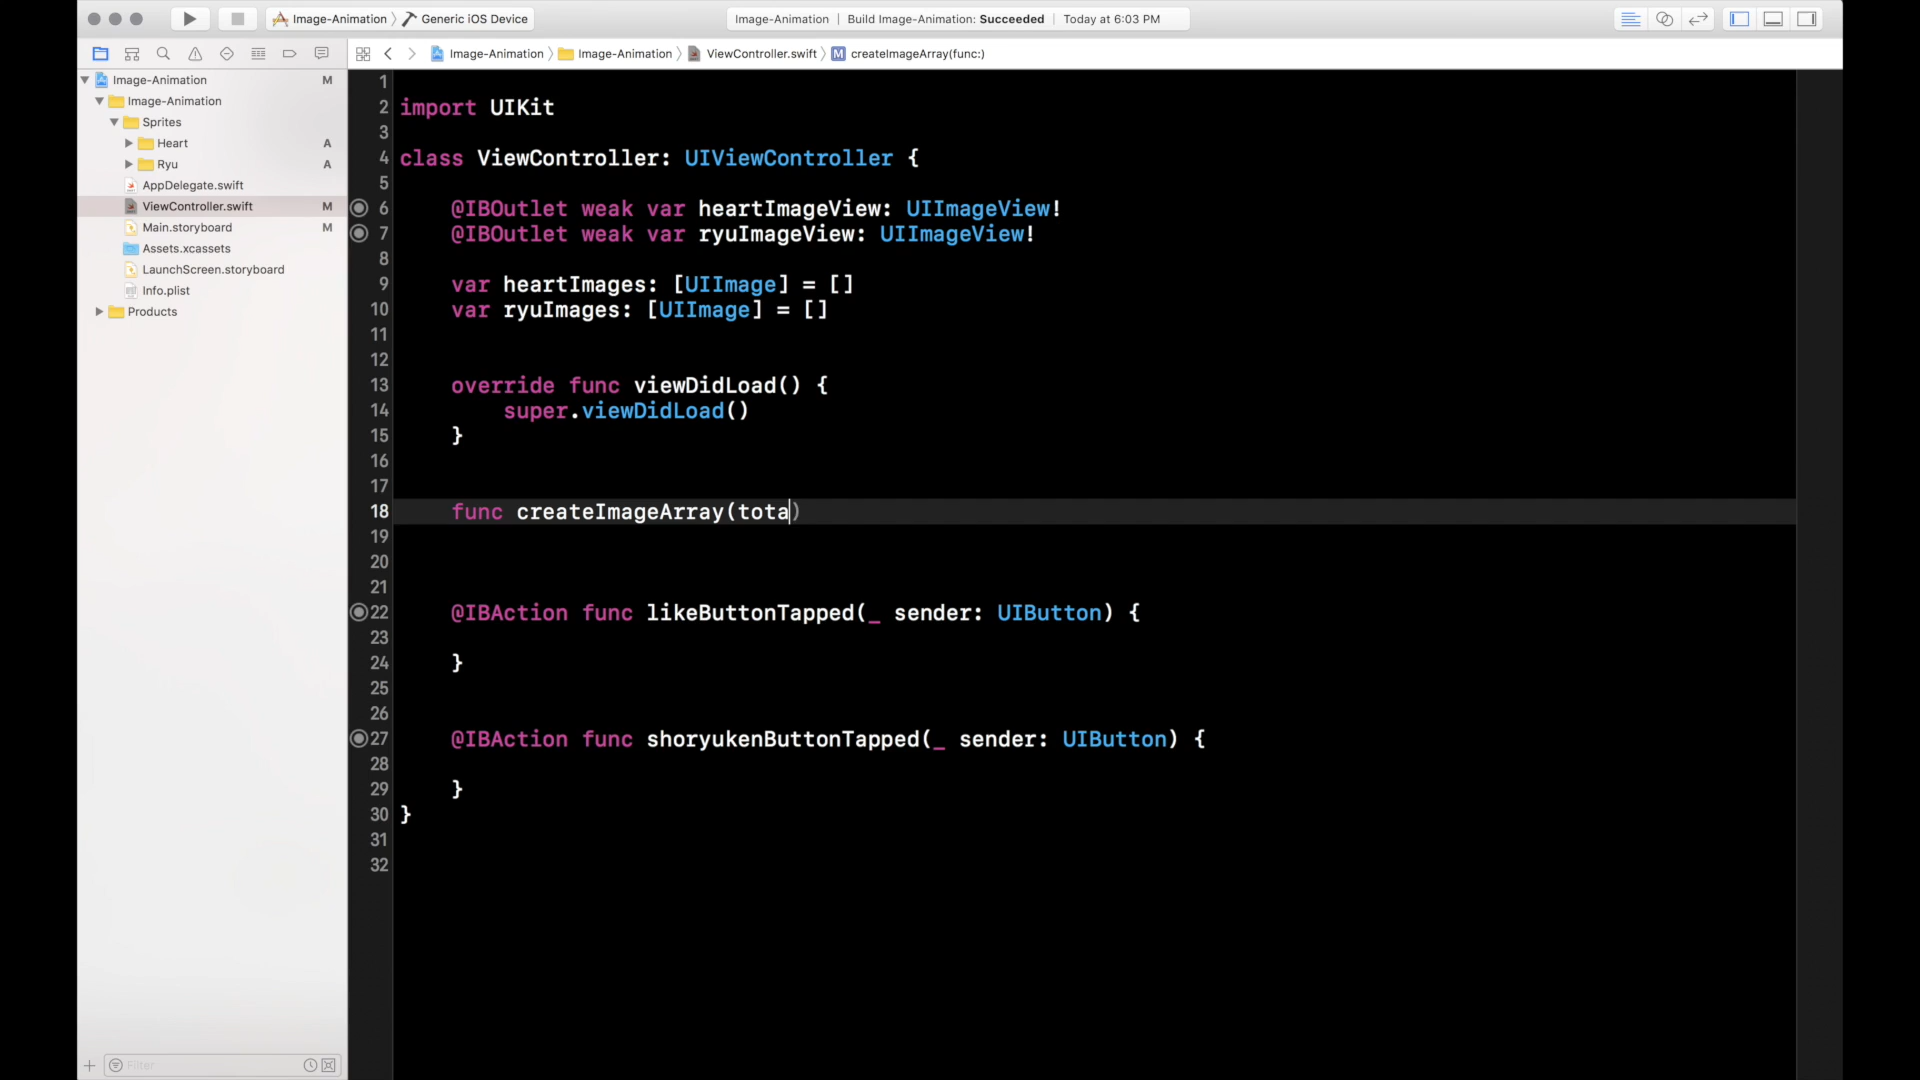 Image-Animation 〉 Generic iOS Device
Image-Animation | Build Image-Animation: Succeeded | Today at 6:03 PM
Image-Animation 〉 Image-Animation 〉 ViewController.swift 〉 M createImageArray(func:)
Image-Animation M
Image-Animation
Sprites
Heart A
Ryu A
AppDelegate.swift
ViewController.swift M
Main.storyboard M
Assets.xcassets
LaunchScreen.storyboard
Info.plist
Products
Filter
1
2 import UIKit
3
4 class ViewController: UIViewController {
5
6 @IBOutlet weak var heartImageView: UIImageView!
7 @IBOutlet weak var ryuImageView: UIImageView!
8
9 var heartImages: [UIImage] = []
10 var ryuImages: [UIImage] = []
11
12
13 override func viewDidLoad() {
14 super.viewDidLoad()
15 }
16
17
18 func createImageArray(tota)
19
20
21
22 @IBAction func likeButtonTapped(_ sender: UIButton) {
23
24 }
25
26
27 @IBAction func shoryukenButtonTapped(_ sender: UIButton) {
28
29 }
30 }
31
32